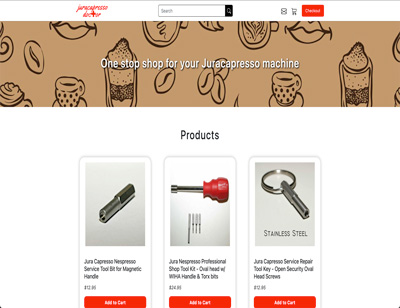 juracapresso
doctor
Search
Checkout
One stop shop for your Juracapresso machine
Products
STAINLESS STEEL
Jura Capresso Nespresso
Service Tool Bit for Magnetic
Handle
$12.95
Add to Cart
Jura Nespresso Professional
Shop Tool Kit - Oval head w/
WIHA Handle & Torx bits
$24.95
Add to Cart
Jura Capresso Service Repair
Tool Key - Open Security Oval
Head Screws
$12.95
Add to Cart